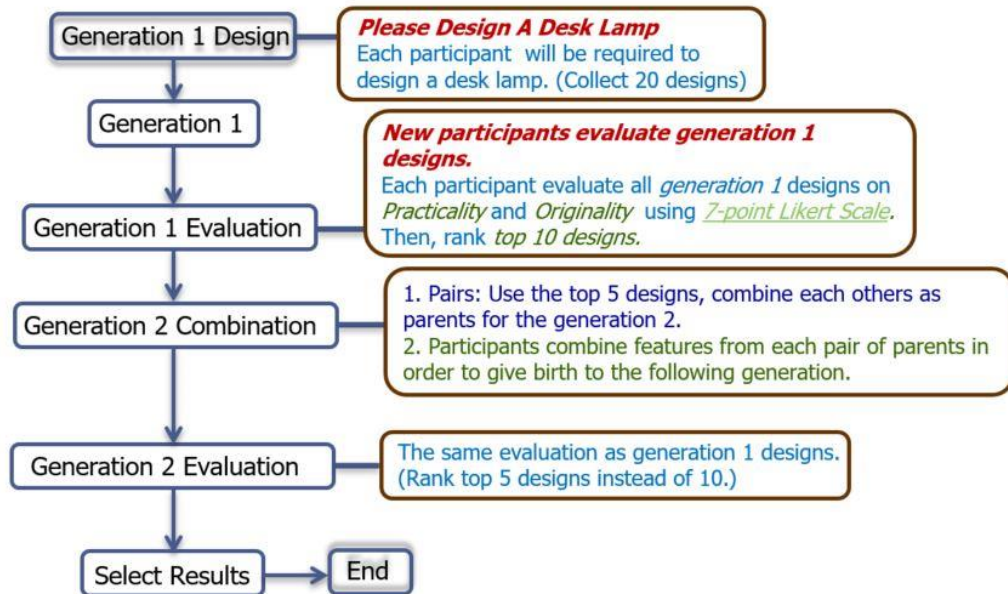 Generation 1 Design
Please Design A Desk Lamp
Each participant will be required to
design a desk lamp. (Collect 20 designs)
Generation 1
New participants evaluate generation 1
designs.
Each participant evaluate all generation 1 designs on
Practicality and Originality using 7-point Likert Scale.
Then, rank top 10 designs.
Generation 1 Evaluation
1. Pairs: Use the top 5 designs, combine each others as
parents for the generation 2.
2. Participants combine features from each pair of parents in
order to give birth to the following generation.
Generation 2 Combination
The same evaluation as generation 1 designs.
(Rank top 5 designs instead of 10.)
Generation 2 Evaluation
Select Results
End